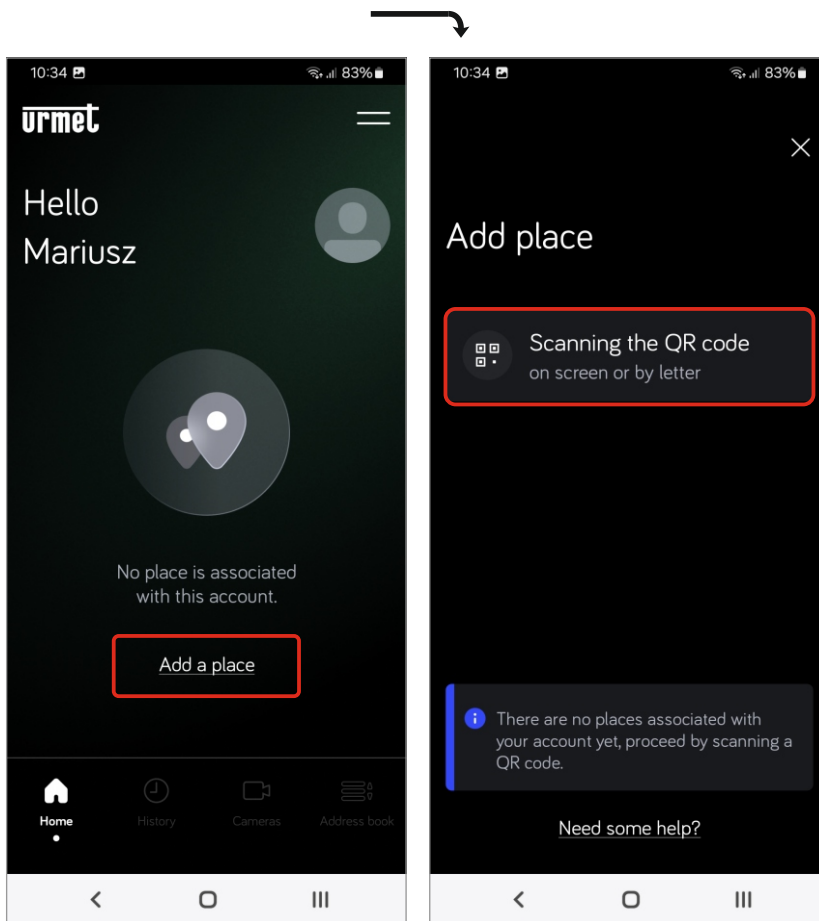 10:34
83%
urmet
Hello
Mariusz
No place is associated
with this account.
Add a place
Home
History
Cameras
Address book
10:34
83%
Add place
Scanning the QR code
on screen or by letter
There are no places associated with
your account yet, proceed by scanning a
QR code.
Need some help?